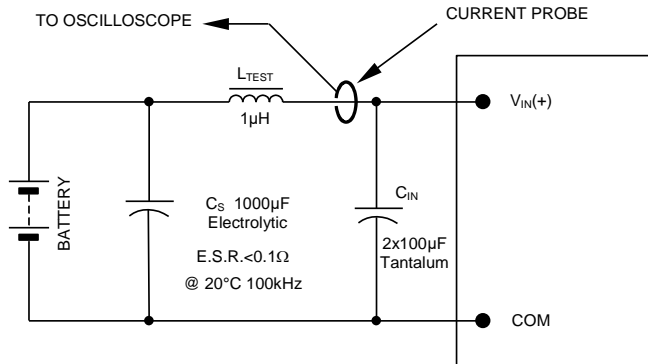 TO OSCILLOSCOPE
CURRENT PROBE
LTEST
1µH
VIN(+)
BATTERY
CS 1000µF
Electrolytic
E.S.R.<0.1Ω
@ 20°C 100kHz
CIN
2x100µF
Tantalum
COM